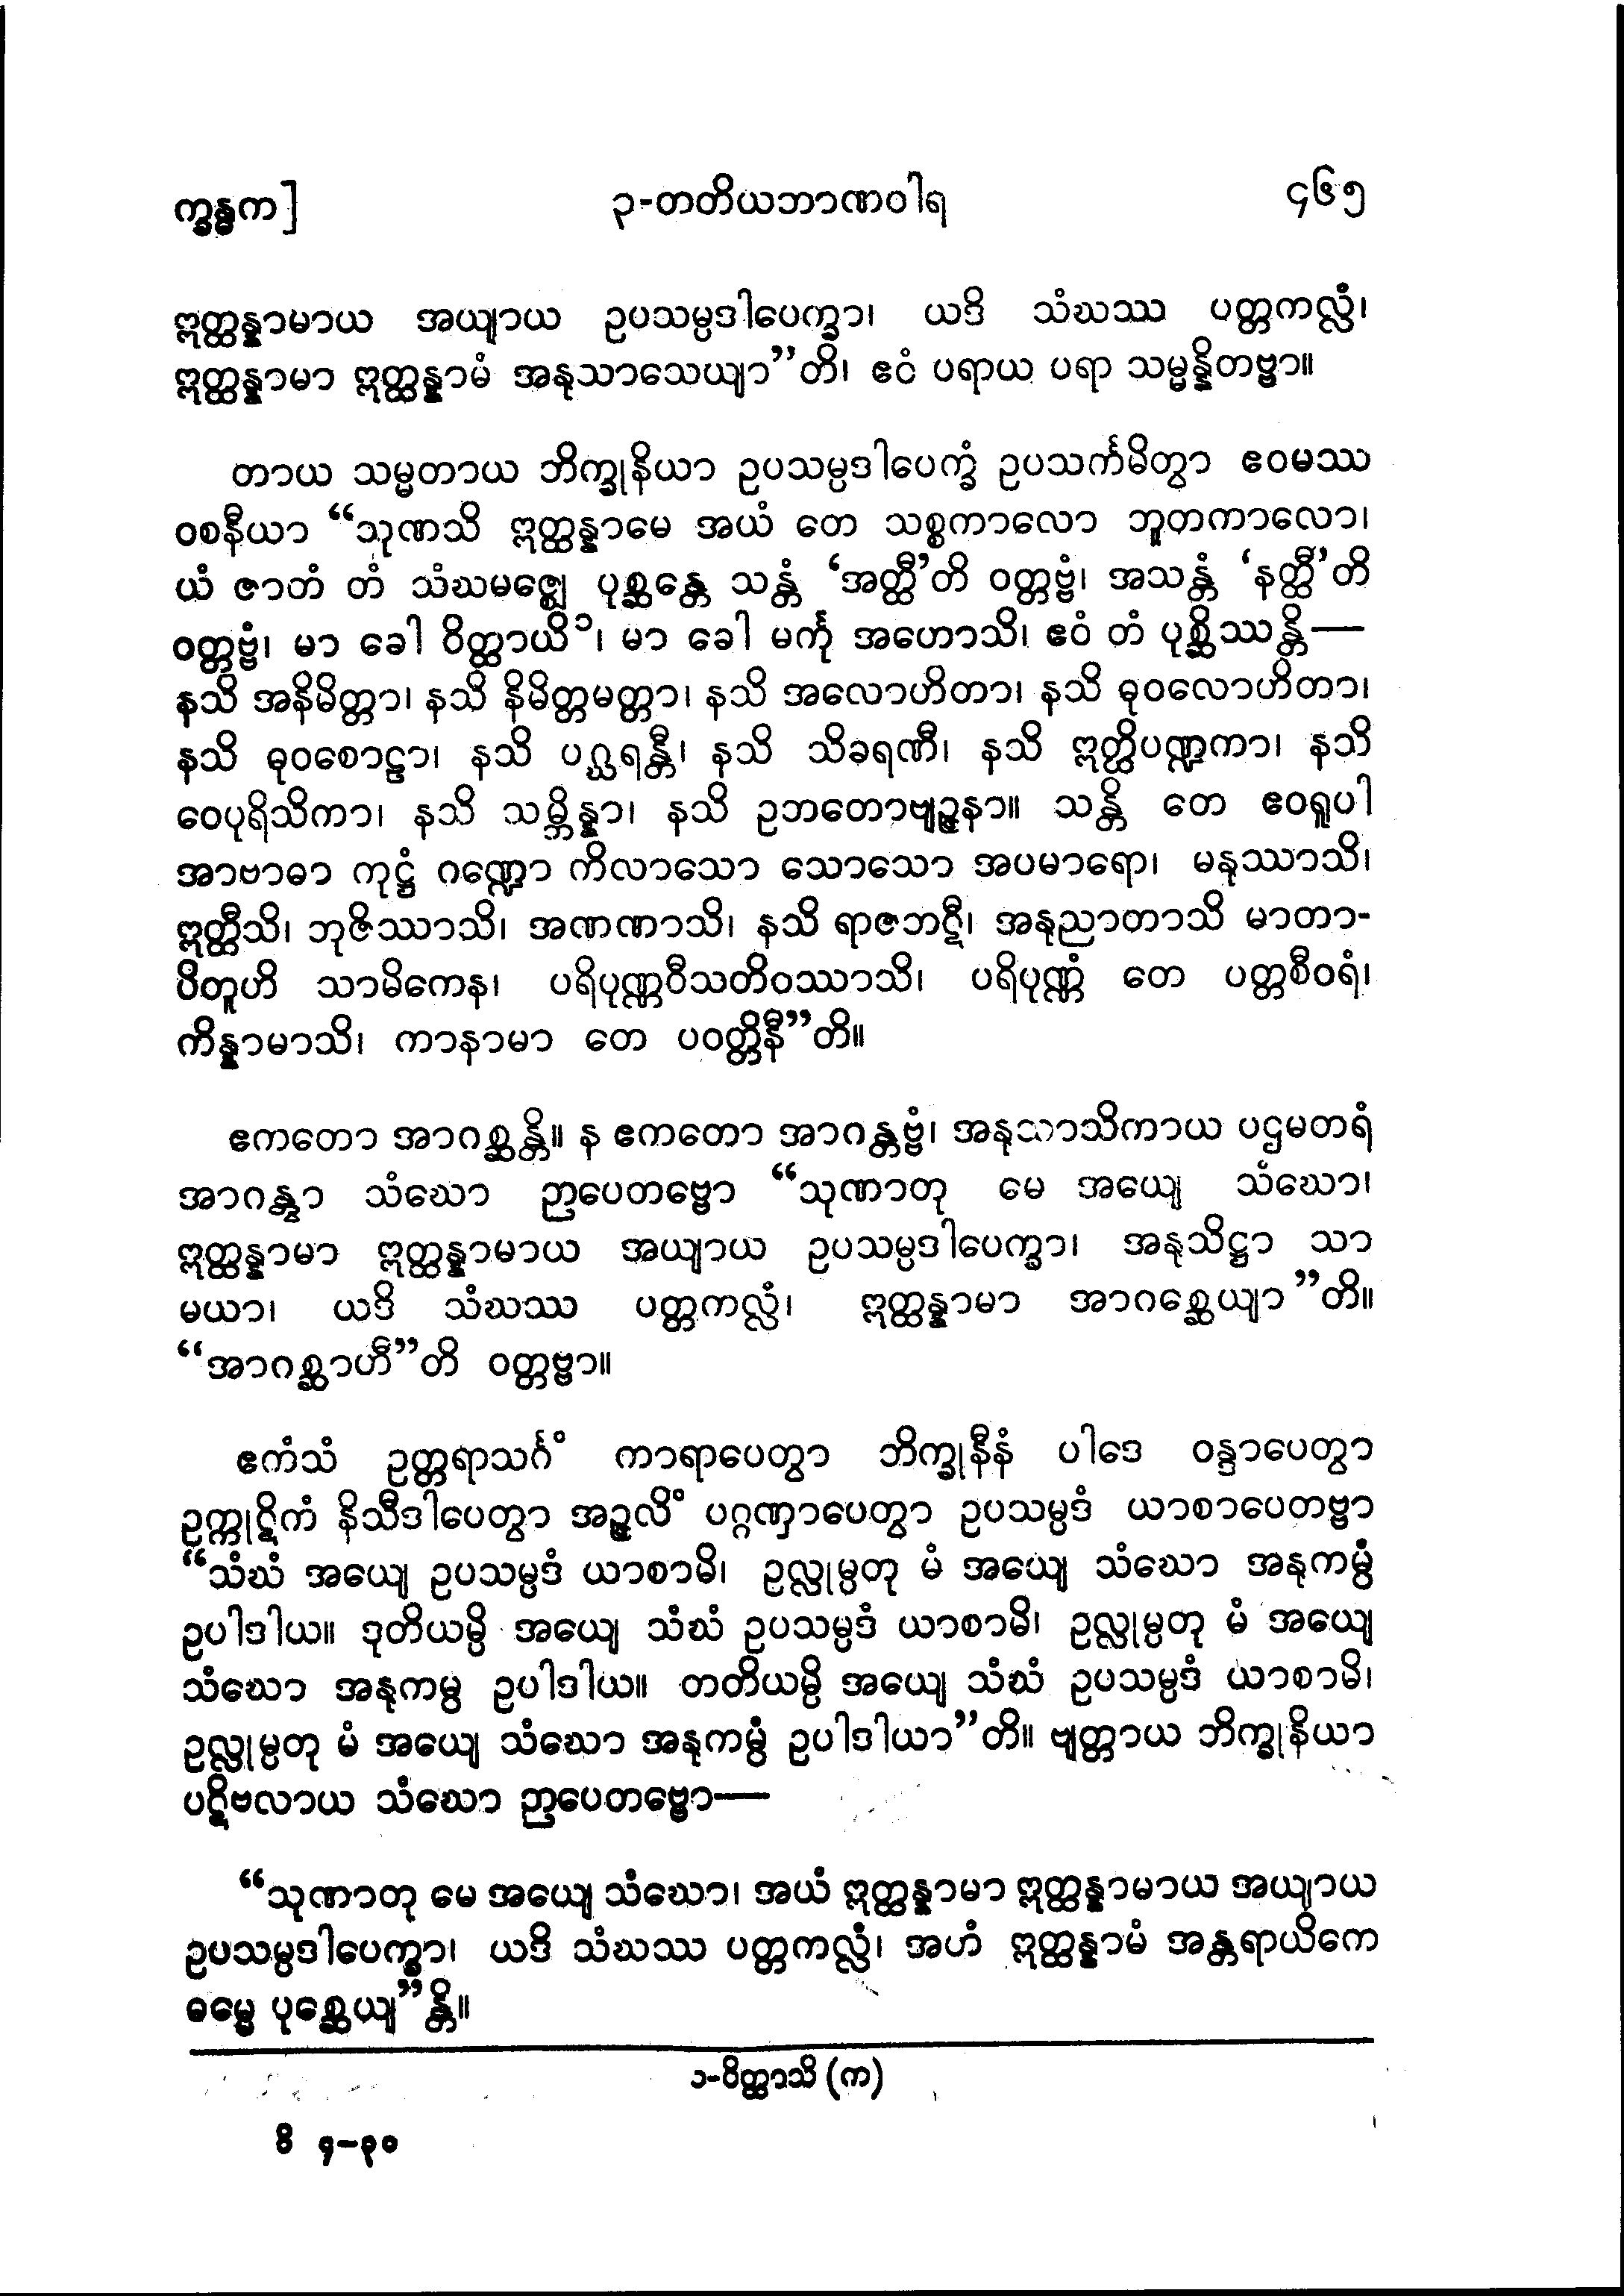 က္ခန္ဓက] ၃-တတိယဘာဏဝါရ ၄၆၅
ဣတ္ထန္နာမာယ အယျာယ ဥပသမ္ပဒါပေက္ခာ၊ ယဒိ သံဃဿ ပတ္တကလ္လံ၊
ဣတ္ထန္နာမာ ဣတ္ထန္နာမံ အနုသာသေယျာ”တိ၊ ဧဝံ ပရာယ ပရာ သမ္မန္နိတဗ္ဗာ။
တာယ သမ္မတာယ ဘိက္ခုနိယာ ဥပသမ္ပဒါပေက္ခံ ဥပသင်္ကမိတွာ ဧဝမဿ
ဝစနီယာ “သုဏသိ ဣတ္ထန္နာမေ အယံ တေ သစ္စကာလော ဘူတကာလော၊
ယံ ဇာတံ တံ သံဃမဇ္ဈေ ပုစ္ဆန္တေ သန္တံ ‘အတ္ထီ’တိ ဝတ္တဗ္ဗံ၊ အသန္တံ ‘နတ္ထီ’တိ
ဝတ္တဗ္ဗံ၊ မာ ခေါ ဝိတ္ထာယိ၁၊ မာ ခေါ မင်္ကု အဟောသိ၊ ဧဝံ တံ ပုစ္ဆိဿန္တိ—
နသိ အနိမိတ္တာ၊ နသိ နိမိတ္တမတ္တာ၊ နသိ အလောဟိတာ၊ နသိ ဓုဝလောဟိတာ၊
နသိ ဓုဝစောဠာ၊ နသိ ပဂ္ဃရန္တီ၊ နသိ သိခရဏီ၊ နသိ ဣတ္ထိပဏ္ဍကာ၊ နသိ
ဝေပုရိသိကာ၊ နသိ သမ္ဘိန္နာ၊ နသိ ဥဘတောဗျဉ္ဇနာ။ သန္တိ တေ ဧဝရူပါ
အာဗာဓာ ကုဋ္ဌံ ဂဏ္ဍော ကိလာသော သောသော အပမာရော၊ မနုဿာသိ၊
ဣတ္ထီသိ၊ ဘုဇိဿာသိ၊ အဏဏာသိ၊ နသိ ရာဇဘဋီ၊ အနုညာတာသိ မာတာ-
ပိတူဟိ သာမိကေန၊ ပရိပုဏ္ဏဝီသတိဝဿာသိ၊ ပရိပုဏ္ဏံ တေ ပတ္တစီဝရံ၊
ကိန္နာမာသိ၊ ကာနာမာ တေ ပဝတ္တိနီ”တိ။
ဧကတော အာဂစ္ဆန္တိ။ န ဧကတော အာဂန္တဗ္ဗံ၊ အနုသာသိကာယ ပဌမတရံ
အာဂန္တွာ သံဃော ဉာပေတဗ္ဗော “သုဏာတု မေ အယျေ သံဃော၊
ဣတ္ထန္နာမာ ဣတ္ထန္နာမာယ အယျာယ ဥပသမ္ပဒါပေက္ခာ၊ အနုသိဋ္ဌာ သာ
မယာ၊ ယဒိ သံဃဿ ပတ္တကလ္လံ၊ ဣတ္ထန္နာမာ အာဂစ္ဆေယျာ”တိ။
“အာဂစ္ဆာဟီ”တိ ဝတ္တဗ္ဗာ။
ဧကံသံ ဥတ္တရာသင်္ဂံ ကာရာပေတွာ ဘိက္ခုနီနံ ပါဒေ ဝန္ဒာပေတွာ
ဥက္ကုဋိကံ နိသီဒါပေတွာ အဉ္ဇလိံ ပဂ္ဂဏှာပေတွာ ဥပသမ္ပဒံ ယာစာပေတဗ္ဗာ
“သံဃံ အယျေ ဥပသမ္ပဒံ ယာစာမိ၊ ဥလ္လုမ္ပတု မံ အယျေ သံဃော အနုကမ္ပံ
ဥပါဒါယ။ ဒုတိယမ္ပိ အယျေ သံဃံ ဥပသမ္ပဒံ ယာစာမိ၊ ဥလ္လုမ္ပတု မံ အယျေ
သံဃော အနုကမ္ပ ဥပါဒါယ။ တတိယမ္ပိ အယျေ သံဃံ ဥပသမ္ပဒံ ယာစာမိ၊
ဥလ္လုမ္ပတု မံ အယျေ သံဃော အနုကမ္ပံ ဥပါဒါယာ”တိ။ ဗျတ္တာယ ဘိက္ခုနိယာ
ပဋိဗလာယ သံဃော ဉာပေတဗ္ဗော—
“သုဏာတု မေ အယျေ သံဃော၊ အယံ ဣတ္ထန္နာမာ ဣတ္ထန္နာမာယ အယျာယ
ဥပသမ္ပဒါပေက္ခာ၊ ယဒိ သံဃဿ ပတ္တကလ္လံ၊ အဟံ ဣတ္ထန္နာမံ အန္တရာယိကေ
ဓမ္မေ ပုစ္ဆေယျ”န္တိ။
၁-ဝိတ္ထာသိ (က)
ဝိ ၄-၃၀